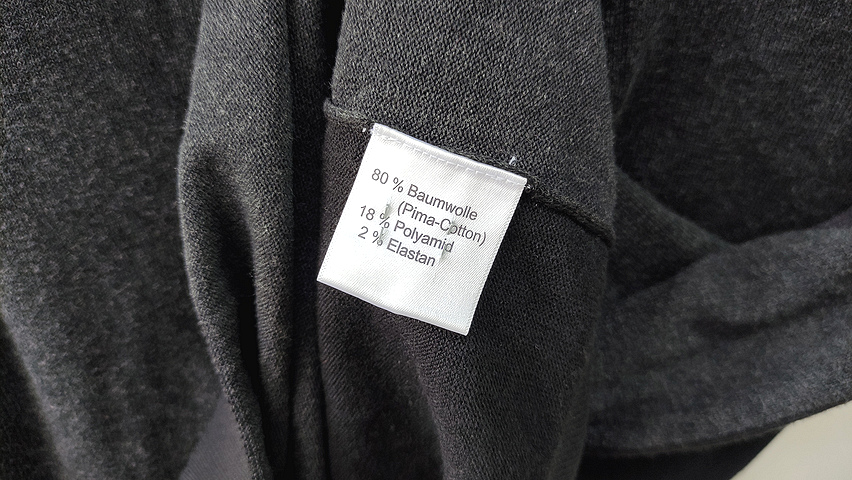 80 % Baumwolle
(Pima-Cotton)
18 % Polyamid
2 % Elastan